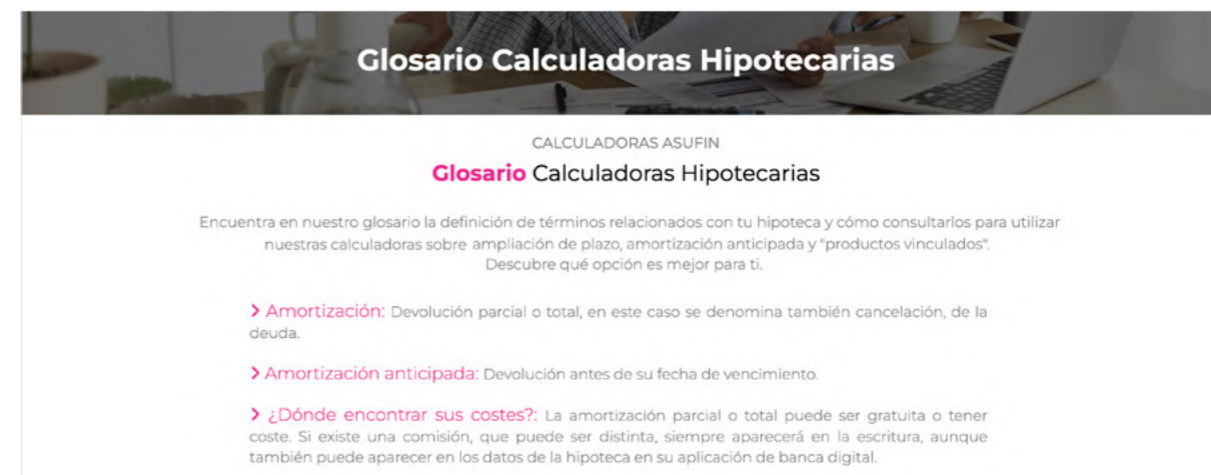 Glosario Calculadoras Hipotecarias
CALCULADORAS ASUFIN
Glosario Calculadoras Hipotecarias
Encuentra en nuestro glosario la definición de términos relacionados con tu hipoteca y cómo consultarlos para utilizar
nuestras calculadoras sobre ampliación de plazo, amortización anticipada y "productos vinculados".
Descubre qué opción es mejor para ti.
> Amortización: Devolución parcial o total, en este caso se denomina también cancelación, de la
deuda.
> Amortización anticipada: Devolución antes de su fecha de vencimiento.
> ¿Dónde encontrar sus costes?: La amortización parcial o total puede ser gratuita o tener
coste. Si existe una comisión, que puede ser distinta, siempre aparecerá en la escritura, aunque
también puede aparecer en los datos de la hipoteca en su aplicación de banca digital.